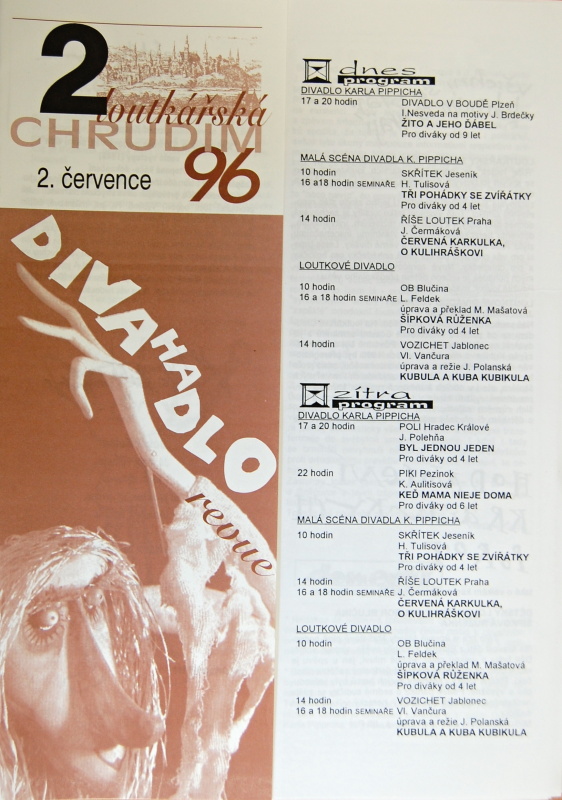 2
loutkářská
CHRUDIM
96
2. července
DIVAHADLO
revue
dnes
program
DIVADLO KARLA PIPPICHA
17 a 20 hodin DIVADLO V BOUDĚ Plzeň
I.Nesveda na motivy J. Brdečky
ŽITO A JEHO ĎÁBEL
Pro diváky od 9 let
MALÁ SCÉNA DIVADLA K. PIPPICHA
10 hodin SKŘÍTEK Jeseník
16 a18 hodin SEMINÁŘE H. Tulisová
TŘI POHÁDKY SE ZVÍŘÁTKY
Pro diváky od 4 let
14 hodin ŘÍŠE LOUTEK Praha
J. Čermáková
ČERVENÁ KARKULKA,
O KULIHRÁŠKOVI
LOUTKOVÉ DIVADLO
10 hodin OB Blučina
16 a 18 hodin SEMINAŘE L. Feldek
úprava a překlad M. Mašatová
ŠÍPKOVÁ RŮŽENKA
Pro diváky od 4 let
14 hodin VOZICHET Jablonec
Vl. Vančura
úprava a režie J. Polanská
KUBULA A KUBA KUBIKULA
zítra
program
DIVADLO KARLA PIPPICHA
17 a 20 hodin POLI Hradec Králové
J. Polehňa
BYL JEDNOU JEDEN
Pro diváky od 4 let
22 hodin PIKI Pezinok
K. Aulitisová
KEĎ MAMA NIEJE DOMA
Pro diváky od 6 let
MALÁ SCÉNA DIVADLA K. PIPPICHA
10 hodin SKŘÍTEK Jeseník
H. Tulisová
TŘI POHÁDKY SE ZVÍŘÁTKY
Pro diváky od 4 let
14 hodin ŘÍŠE LOUTEK Praha
16 a 18 hodin SEMINÁŘE J. Čermáková
ČERVENÁ KARKULKA,
O KULIHRÁŠKOVI
LOUTKOVÉ DIVADLO
10 hodin OB Blučina
L. Feldek
úprava a překlad M. Mašatová
ŠÍPKOVÁ RŮŽENKA
Pro diváky od 4 let
14 hodin VOZICHET Jablonec
16 a 18 hodin SEMINAŘE Vl. Vančura
úprava a režie J. Polanská
KUBULA A KUBA KUBIKULA